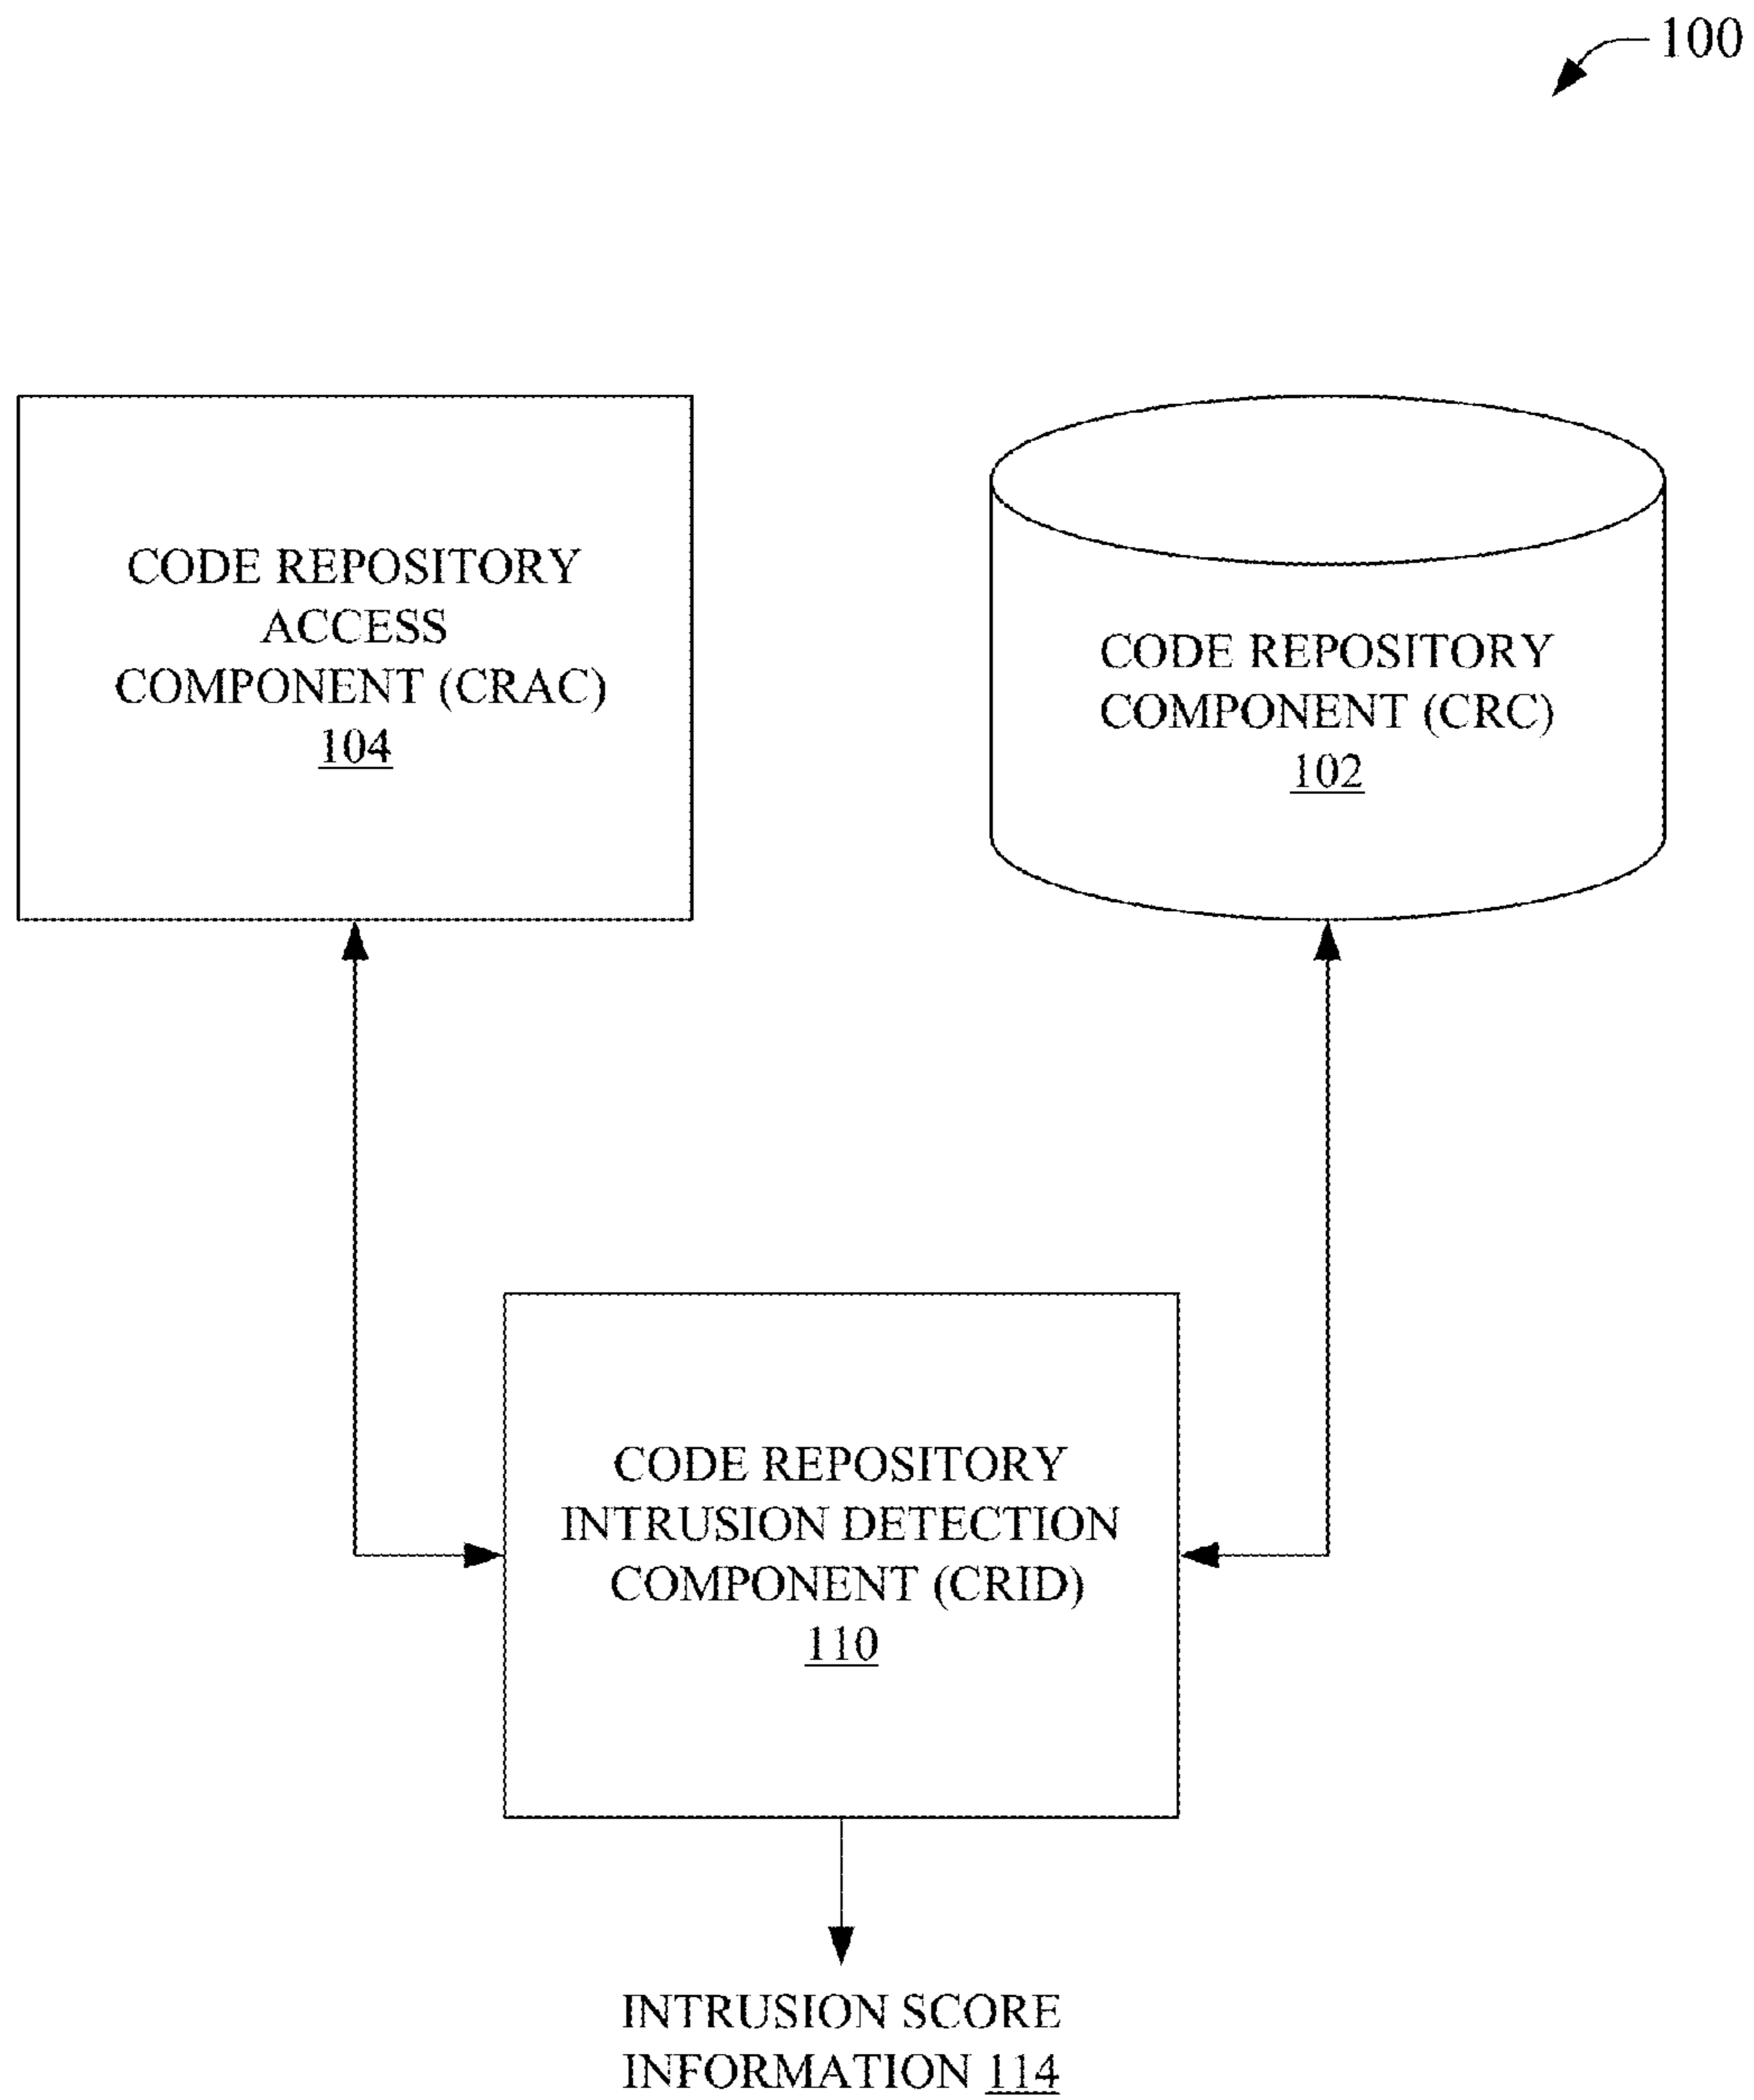 100
CODE REPOSITORY
ACCESS
COMPONENT (CRAC)
104
CODE REPOSITORY
COMPONENT (CRC)
102
CODE REPOSITORY
INTRUSION DETECTION
COMPONENT (CRID)
110
INTRUSION SCORE
INFORMATION 114